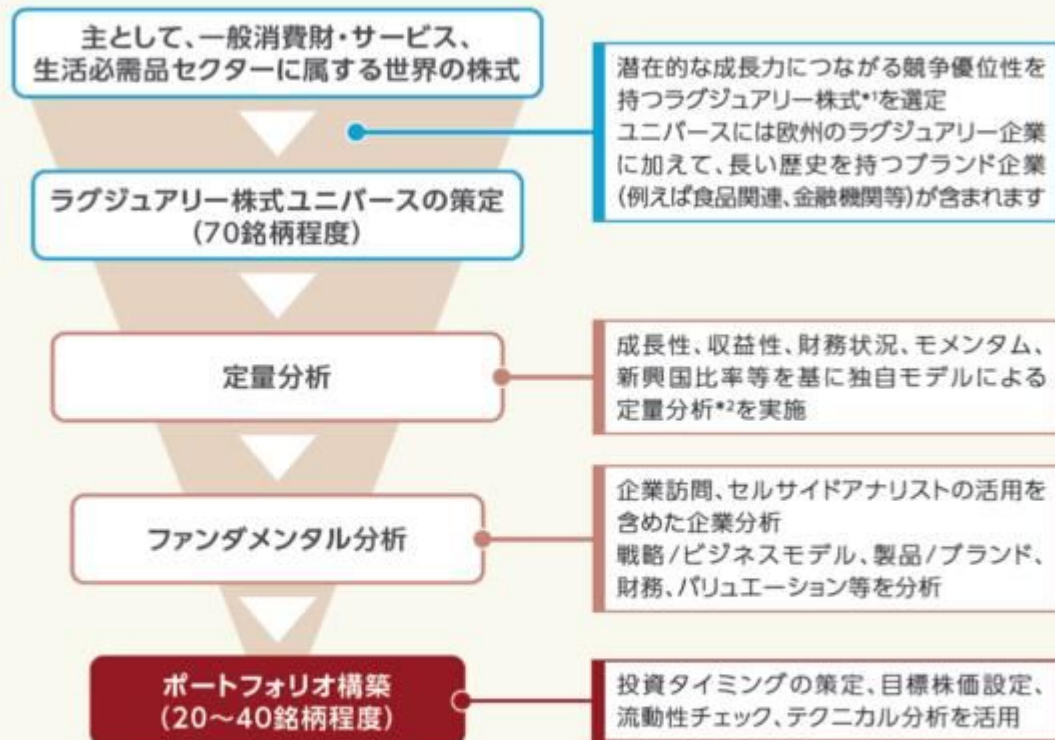 主として、一般消費財・サービス、
生活必需品セクターに属する世界の株式
潜在的な成長力につながる競争優位性を
持つラグジュアリー株式*1を選定
ユニバースには欧州のラグジュアリー企業
に加えて、長い歴史を持つブランド企業
(例えば食品関連、金融機関等)が含まれます
ラグジュアリー株式ユニバースの策定
(70銘柄程度)
定量分析
成長性、収益性、財務状況、モメンタム、
新興国比率等を基に独自モデルによる
定量分析*2を実施
ファンダメンタル分析
企業訪問、セルサイドアナリストの活用を
含めた企業分析
戦略/ビジネスモデル、製品/ブランド、
財務、バリュエーション等を分析
ポートフォリオ構築
(20〜40銘柄程度)
投資タイミングの策定、目標株価設定、
流動性チェック、テクニカル分析を活用